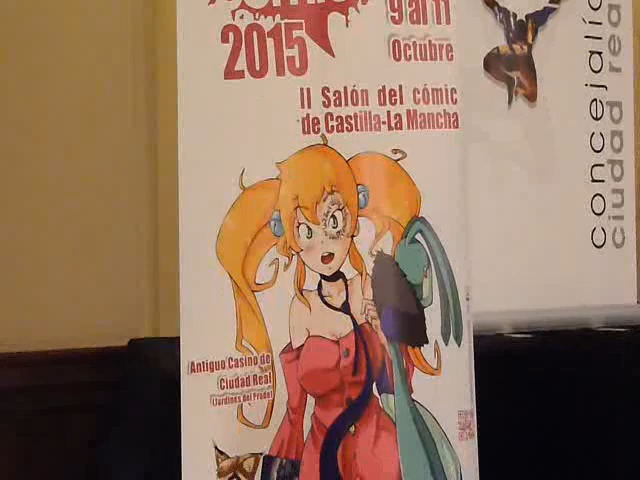 2015
9 al 11
Octubre
II Salón del cómic
de Castilla-La Mancha
Antiguo Casino de
Ciudad Real
(Jardines del Prado)
concejalía
ciudad real